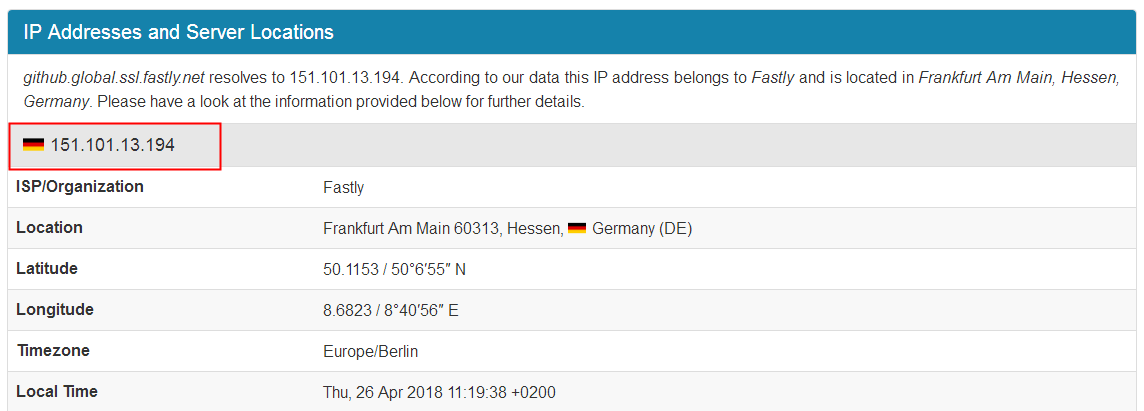 IP Addresses and Server Locations
github.global.ssl.fastly.net resolves to 151.101.13.194. According to our data this IP address belongs to Fastly and is located in Frankfurt Am Main, Hessen,
Germany. Please have a look at the information provided below for further details.
151.101.13.194
ISP/Organization Fastly
Location Frankfurt Am Main 60313, Hessen, Germany (DE)
Latitude 50.1153 / 50°6′55″ N
Longitude 8.6823 / 8°40′56″ E
Timezone Europe/Berlin
Local Time Thu, 26 Apr 2018 11:19:38 +0200